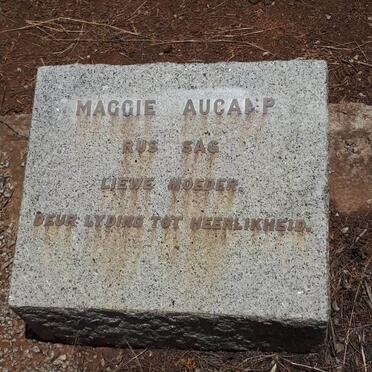 MAGGIE AUCAMP
RUS SAG
LIEWE MOEDER.
DEUR LYDING TOT HEERLIKHEID.